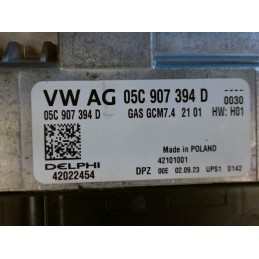 VW AG 05C 907 394 D
----
0030
05C 907 394 D GAS GCM7.4 21 01 HW: H01
Made in POLAND
42101001
DELPHI
42022454
DPZ 00E 02.09.23 UPS1 0142